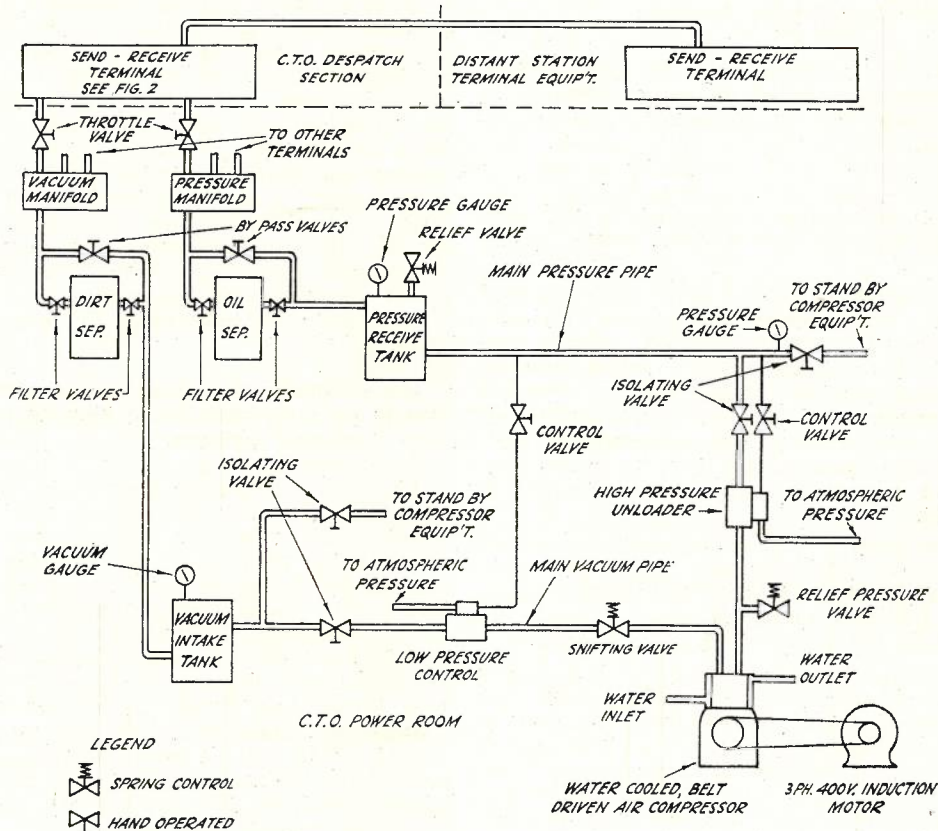 SEND - RECEIVE
TERMINAL
SEE FIG. 2
C.T.O. DESPATCH
SECTION
DISTANT STATION
TERMINAL EQUIP'T.
SEND - RECEIVE
TERMINAL
THROTTLE
VALVE
TO OTHER
TERMINALS
VACUUM
MANIFOLD
PRESSURE
MANIFOLD
PRESSURE GAUGE
RELIEF VALVE
BY PASS VALVES
MAIN PRESSURE PIPE
DIRT
SEP.
OIL
SEP.
PRESSURE
RECEIVE
TANK
PRESSURE
GAUGE
TO STAND BY
COMPRESSOR
EQUIP'T.
FILTER VALVES
FILTER VALVES
ISOLATING
VALVE
CONTROL
VALVE
CONTROL
VALVE
ISOLATING
VALVE
TO STAND BY
COMPRESSOR
EQUIP'T.
HIGH PRESSURE
UNLOADER
TO ATMOSPHERIC
PRESSURE
VACUUM
GAUGE
TO ATMOSPHERIC
PRESSURE
MAIN VACUUM PIPE
RELIEF PRESSURE
VALVE
VACUUM
INTAKE
TANK
LOW PRESSURE
CONTROL
SNIFTING VALVE
WATER
OUTLET
WATER
INLET
C.T.O. POWER ROOM
LEGEND
SPRING CONTROL
HAND OPERATED
WATER COOLED, BELT
DRIVEN AIR COMPRESSOR
3PH. 400V. INDUCTION
MOTOR